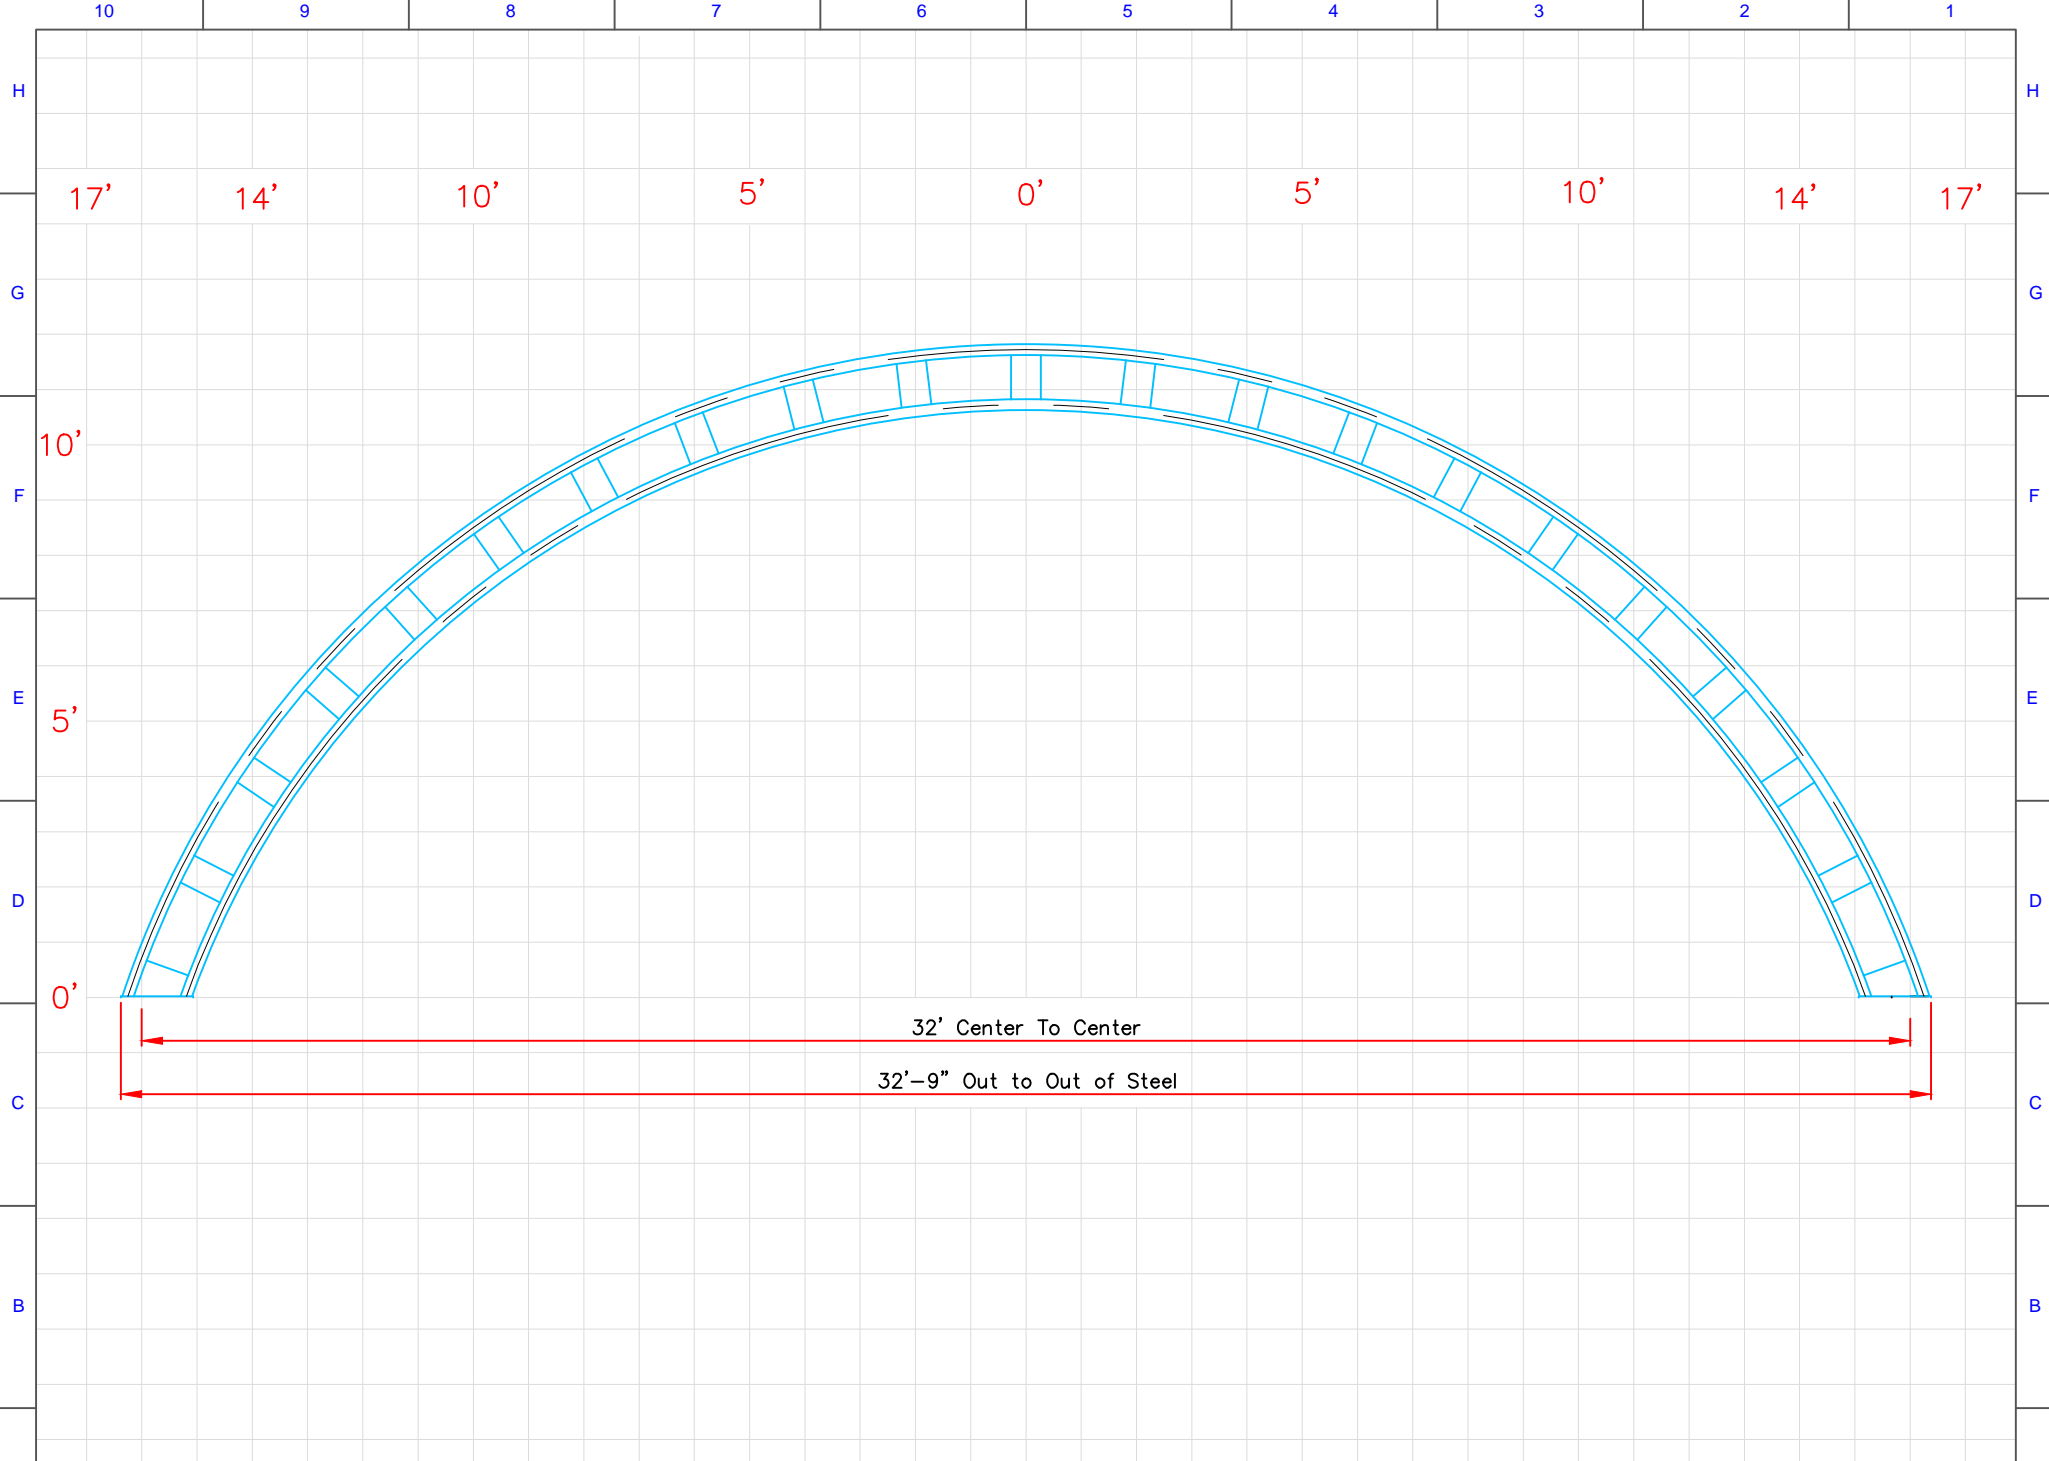 10 9 8 7 6 5 4 3 2 1
H H
17' 14' 10' 5' 0' 5' 10' 14' 17'
G G
10'
F F
E E
5'
D D
0'
32' Center To Center
32'–9" Out to Out of Steel
C C
B B